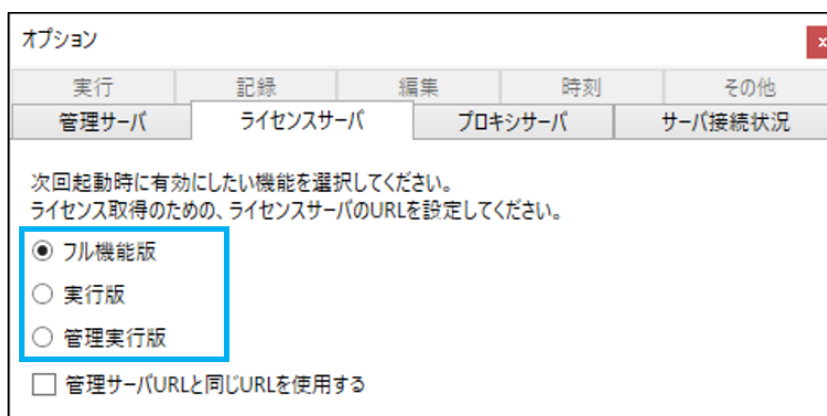 オプション
実行 記録 編集 時刻 その他
管理サーバ ライセンスサーバ プロキシサーバ サーバ接続状況
次回起動時に有効にしたい機能を選択してください。
ライセンス取得のための、ライセンスサーバのURLを設定してください。
フル機能版
実行版
管理実行版
管理サーバURLと同じURLを使用する